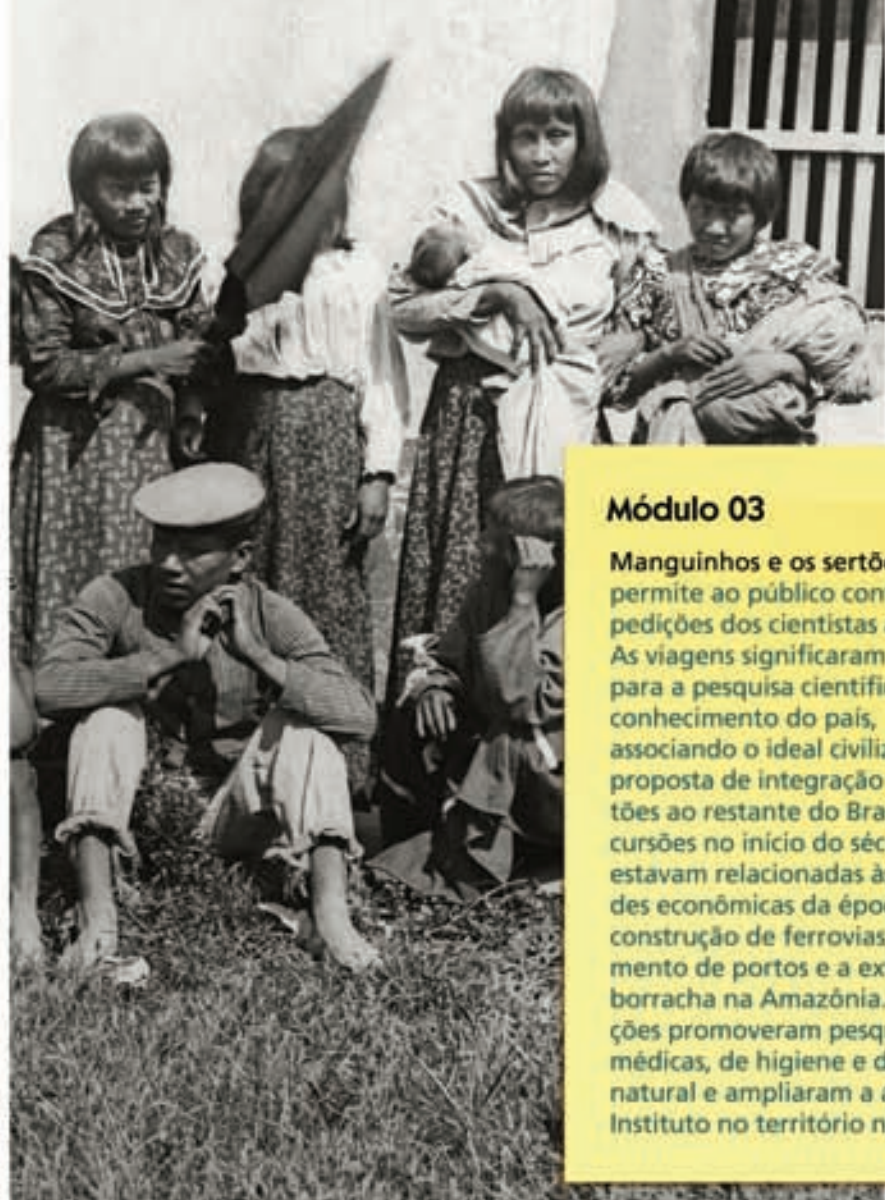 Módulo 03
Manguinhos e os sertõ
permite ao público con
pedições dos cientistas
As viagens significaram
para a pesquisa científi
conhecimento do país,
associando o ideal civiliz
proposta de integração
tões ao restante do Bra
cursões no início do séc
estavam relacionadas à
des econômicas da épo
construção de ferrovias
mento de portos e a ex
borracha na Amazônia.
ções promoveram pesq
médicas, de higiene e d
natural e ampliaram a a
Instituto no território n